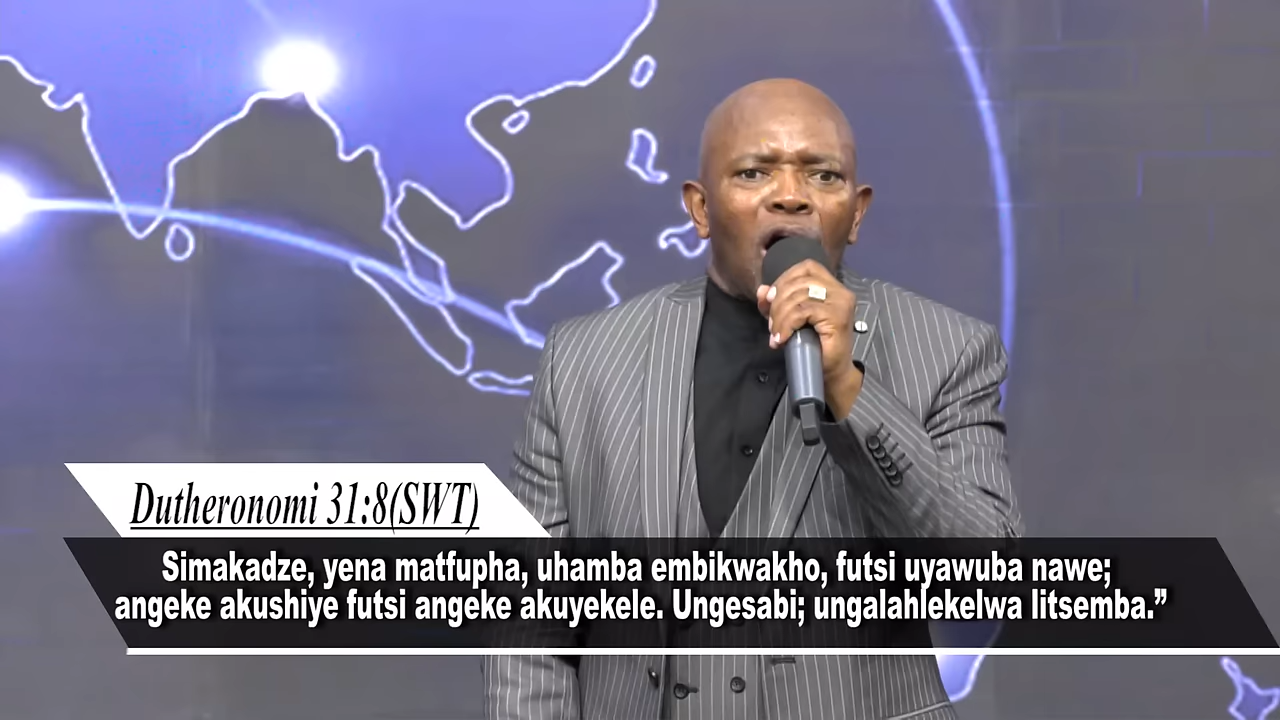 Dutheronomi 31:8(SWT)
Simakadze, yena matfupha, uhamba embikwakho, futsi uyawuba nawe;
angeke akushiye futsi angeke akuyekele. Ungesabi; ungalahlekelwa litsemba.”